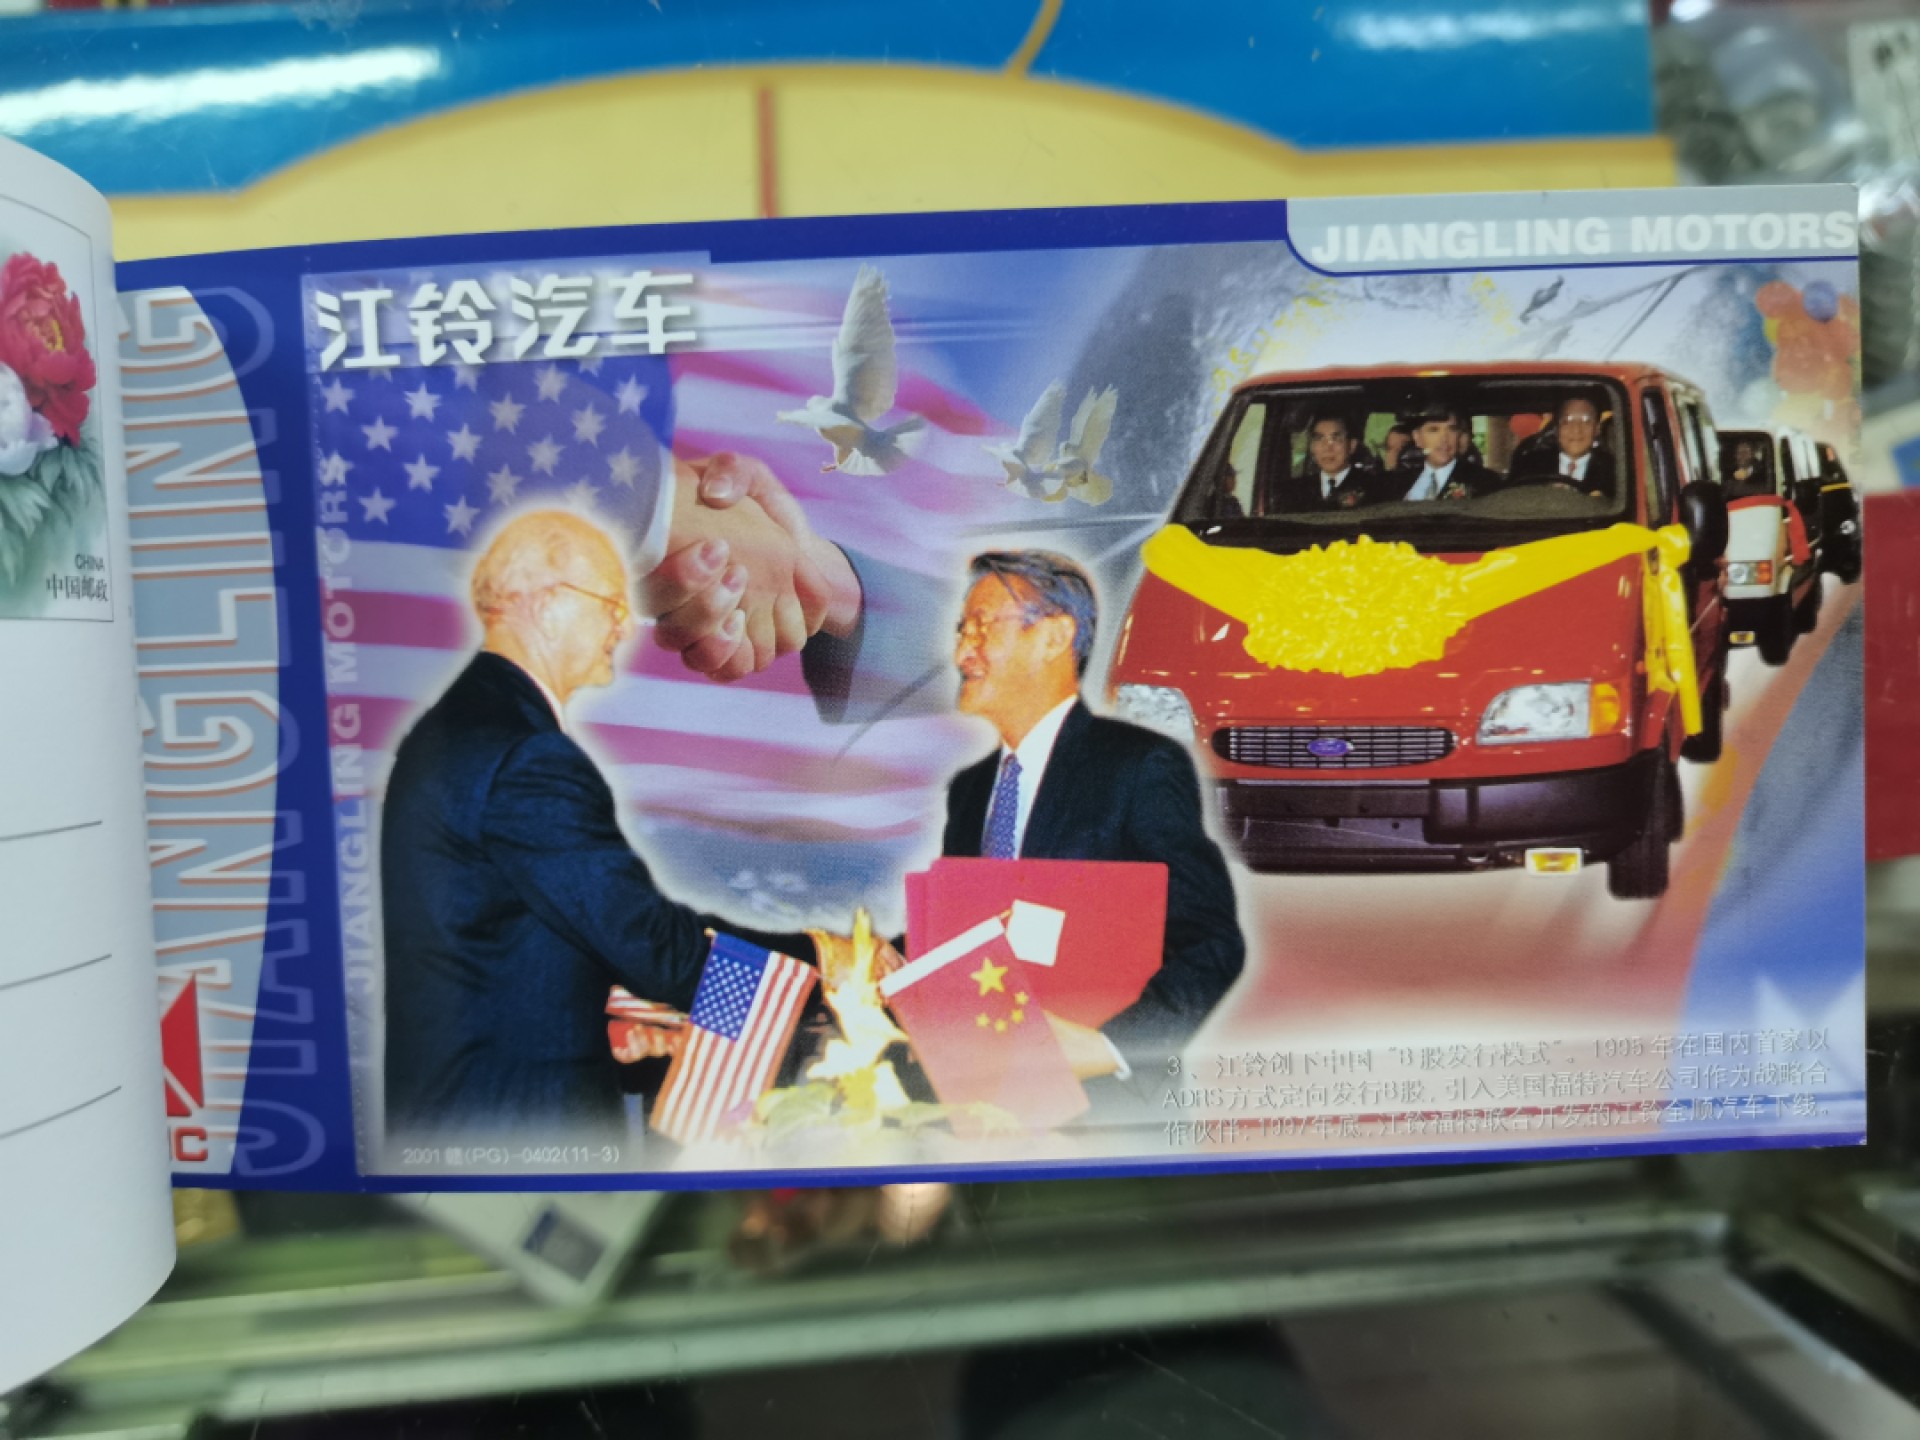 JIANGLING MOTORS
江铃汽车
JIANGLING
JIANGLING MOTORS
CHINA
中国邮政
3、江铃创下中国“B股发行模式”。1995年在国内首家以
ADRS方式定向发行B股，引入美国福特汽车公司作为战略合
作伙伴；1997年底，江铃福特联合开发的江铃全顺汽车下线。
2001赣(PG)-0402(11-3)